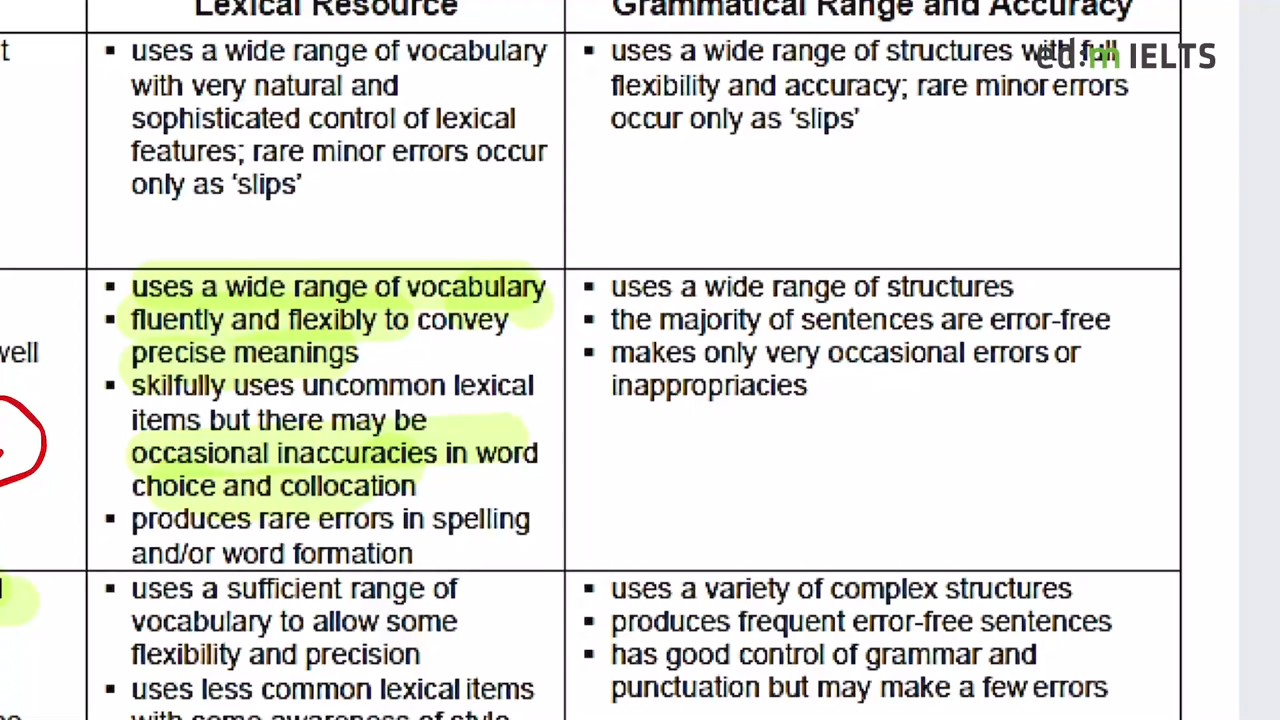 Lexical Resource
Grammatical Range and Accuracy
t
▪ uses a wide range of vocabulary
with very natural and
sophisticated control of lexical
features; rare minor errors occur
only as ‘slips’
▪ uses a wide range of structures with full
flexibility and accuracy; rare minor errors
occur only as ‘slips’
IELTS
well
▪ uses a wide range of vocabulary
▪ fluently and flexibly to convey
precise meanings
▪ skilfully uses uncommon lexical
items but there may be
occasional inaccuracies in word
choice and collocation
▪ produces rare errors in spelling
and/or word formation
▪ uses a wide range of structures
▪ the majority of sentences are error-free
▪ makes only very occasional errors or
inappropriacies
▪ uses a sufficient range of
vocabulary to allow some
flexibility and precision
▪ uses less common lexical items
with some awareness of style
▪ uses a variety of complex structures
▪ produces frequent error-free sentences
▪ has good control of grammar and
punctuation but may make a few errors